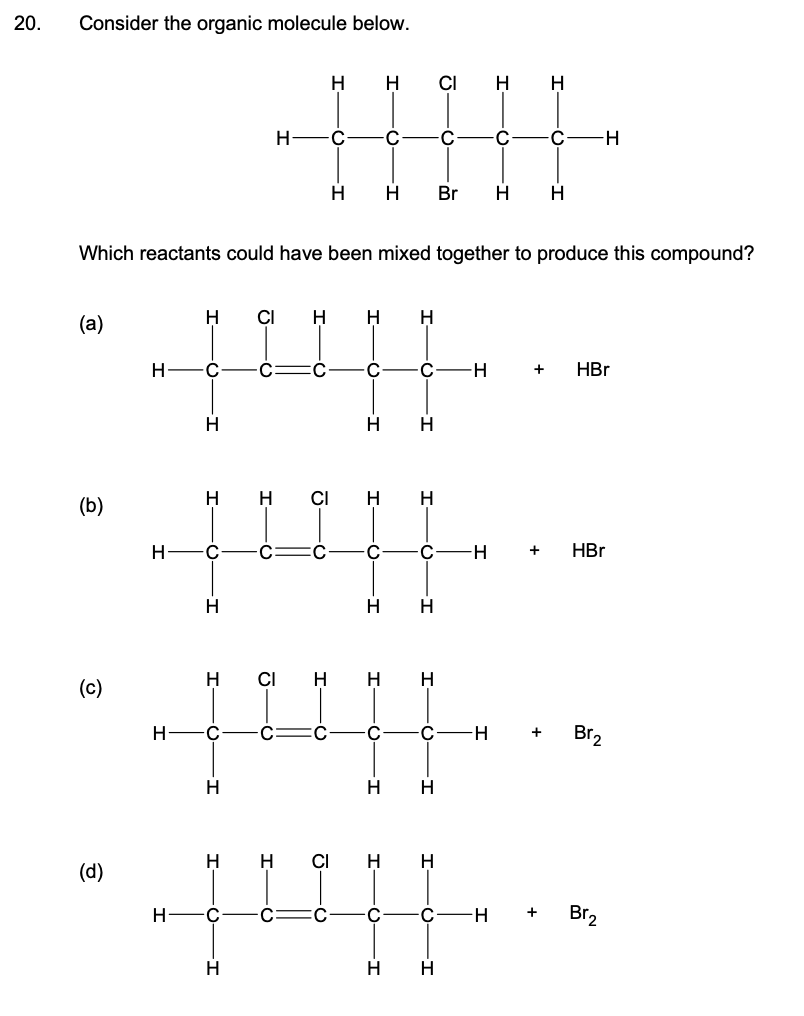 20. Consider the organic molecule below.
H H Cl H H
H C C C C C H
H H Br H H
Which reactants could have been mixed together to produce this compound?
(a) H Cl H H H
H C C C C C H + HBr
H H H
(b) H H Cl H H
H C C C C C H + HBr
H H H
(c) H Cl H H H
H C C C C C H + Br₂
H H H
(d) H H Cl H H
H C C C C C H + Br₂
H H H